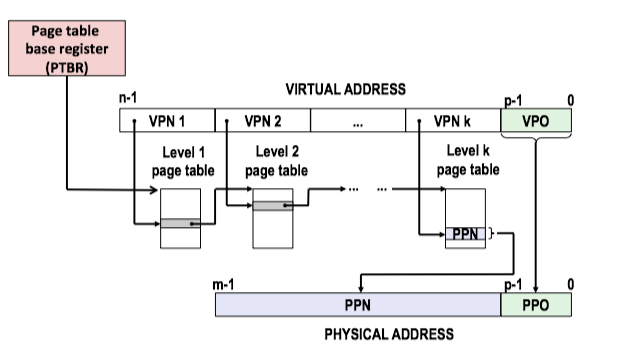 Page table
base register
(PTBR)
VIRTUAL ADDRESS
n-1
p-1
0
VPN 1
VPN 2
...
VPN k
VPO
Level 1
page table
Level 2
page table
Level k
page table
... ...
PPN
m-1
p-1
0
PPN
PPO
PHYSICAL ADDRESS